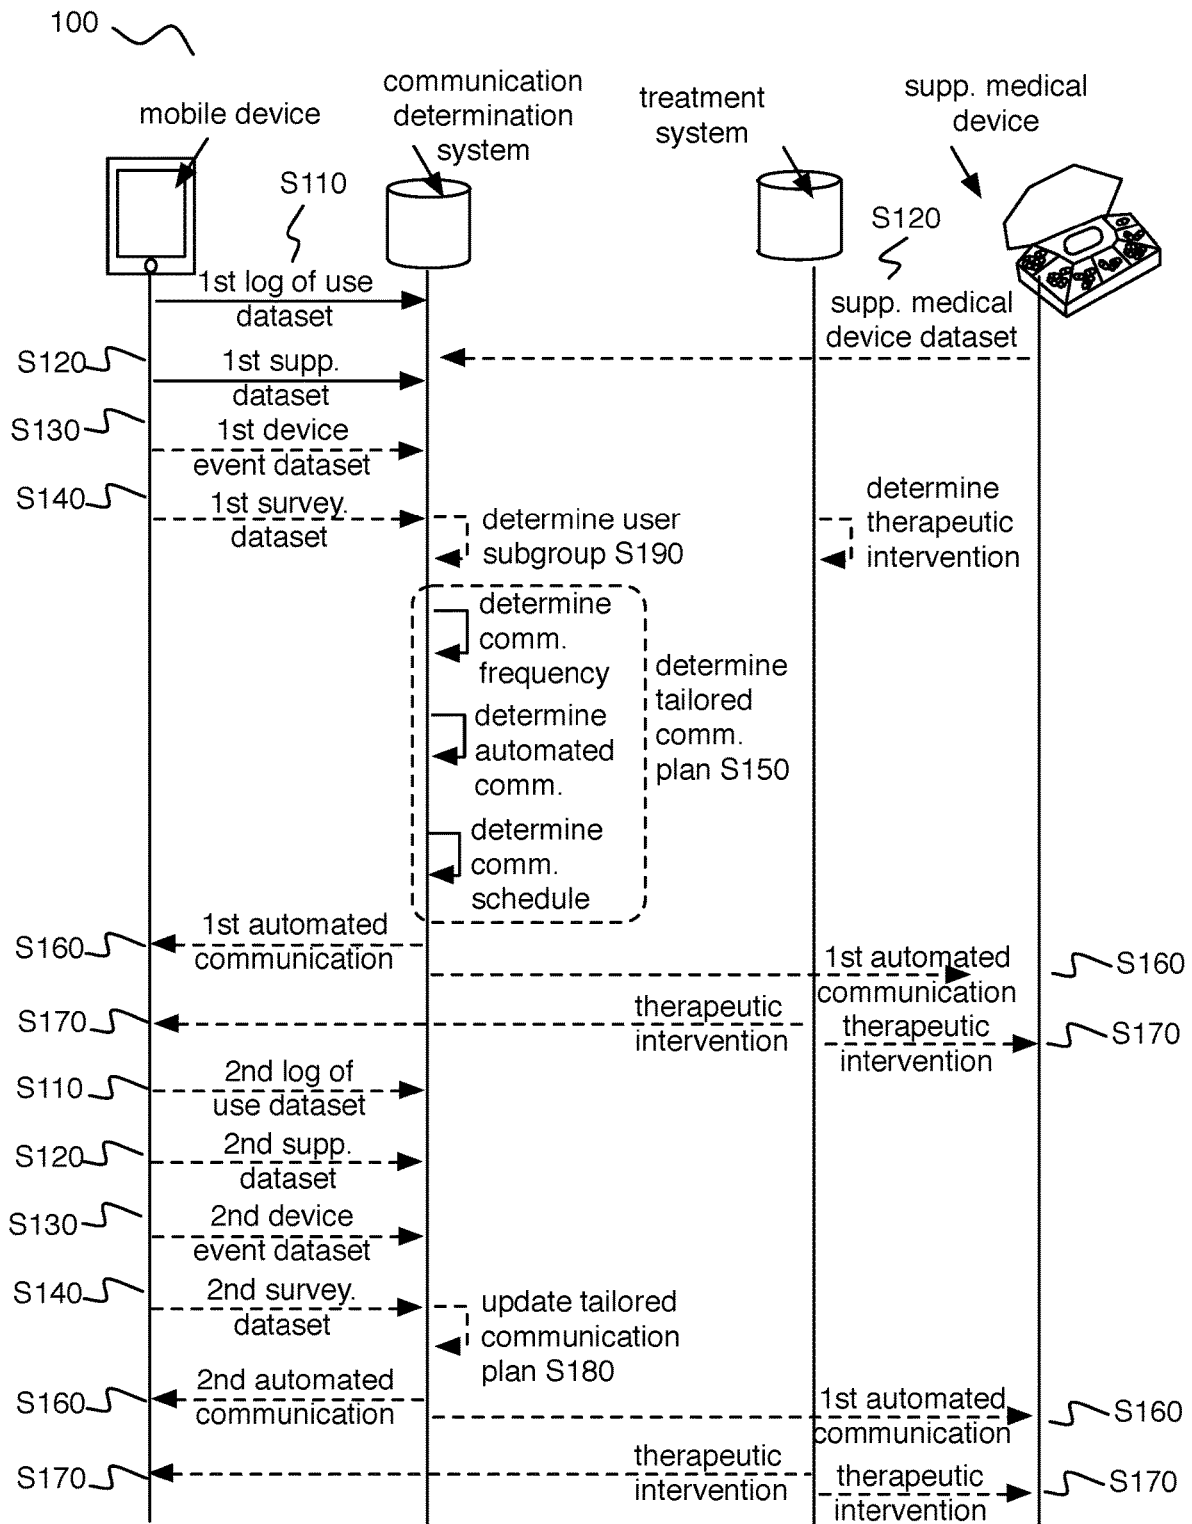 100
mobile device
communication
determination
system
treatment
system
supp. medical
device
S110
S120
1st log of use
dataset
supp. medical
device dataset
S120
1st supp.
dataset
S130
1st device
event dataset
S140
1st survey.
dataset
determine user
subgroup S190
determine
therapeutic
intervention
determine
comm.
frequency
determine
automated
comm.
determine
comm.
schedule
determine
tailored
comm.
plan S150
S160
1st automated
communication
1st automated
communication
S160
S170
therapeutic
intervention
therapeutic
intervention
S170
S110
2nd log of
use dataset
S120
2nd supp.
dataset
S130
2nd device
event dataset
S140
2nd survey.
dataset
update tailored
communication
plan S180
S160
2nd automated
communication
1st automated
communication
S160
S170
therapeutic
intervention
therapeutic
intervention
S170